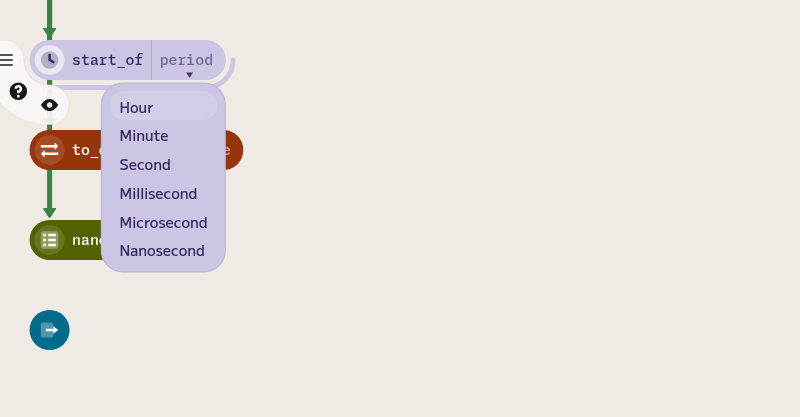 start_of period
Hour
Minute
Second
Millisecond
Microsecond
Nanosecond